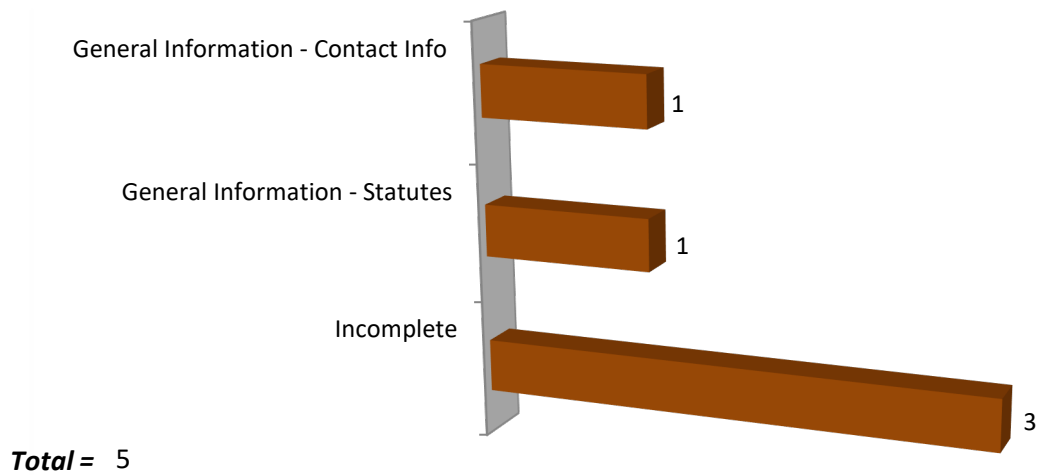 General Information - Contact Info
1
General Information - Statutes
1
Incomplete
3
Total = 5